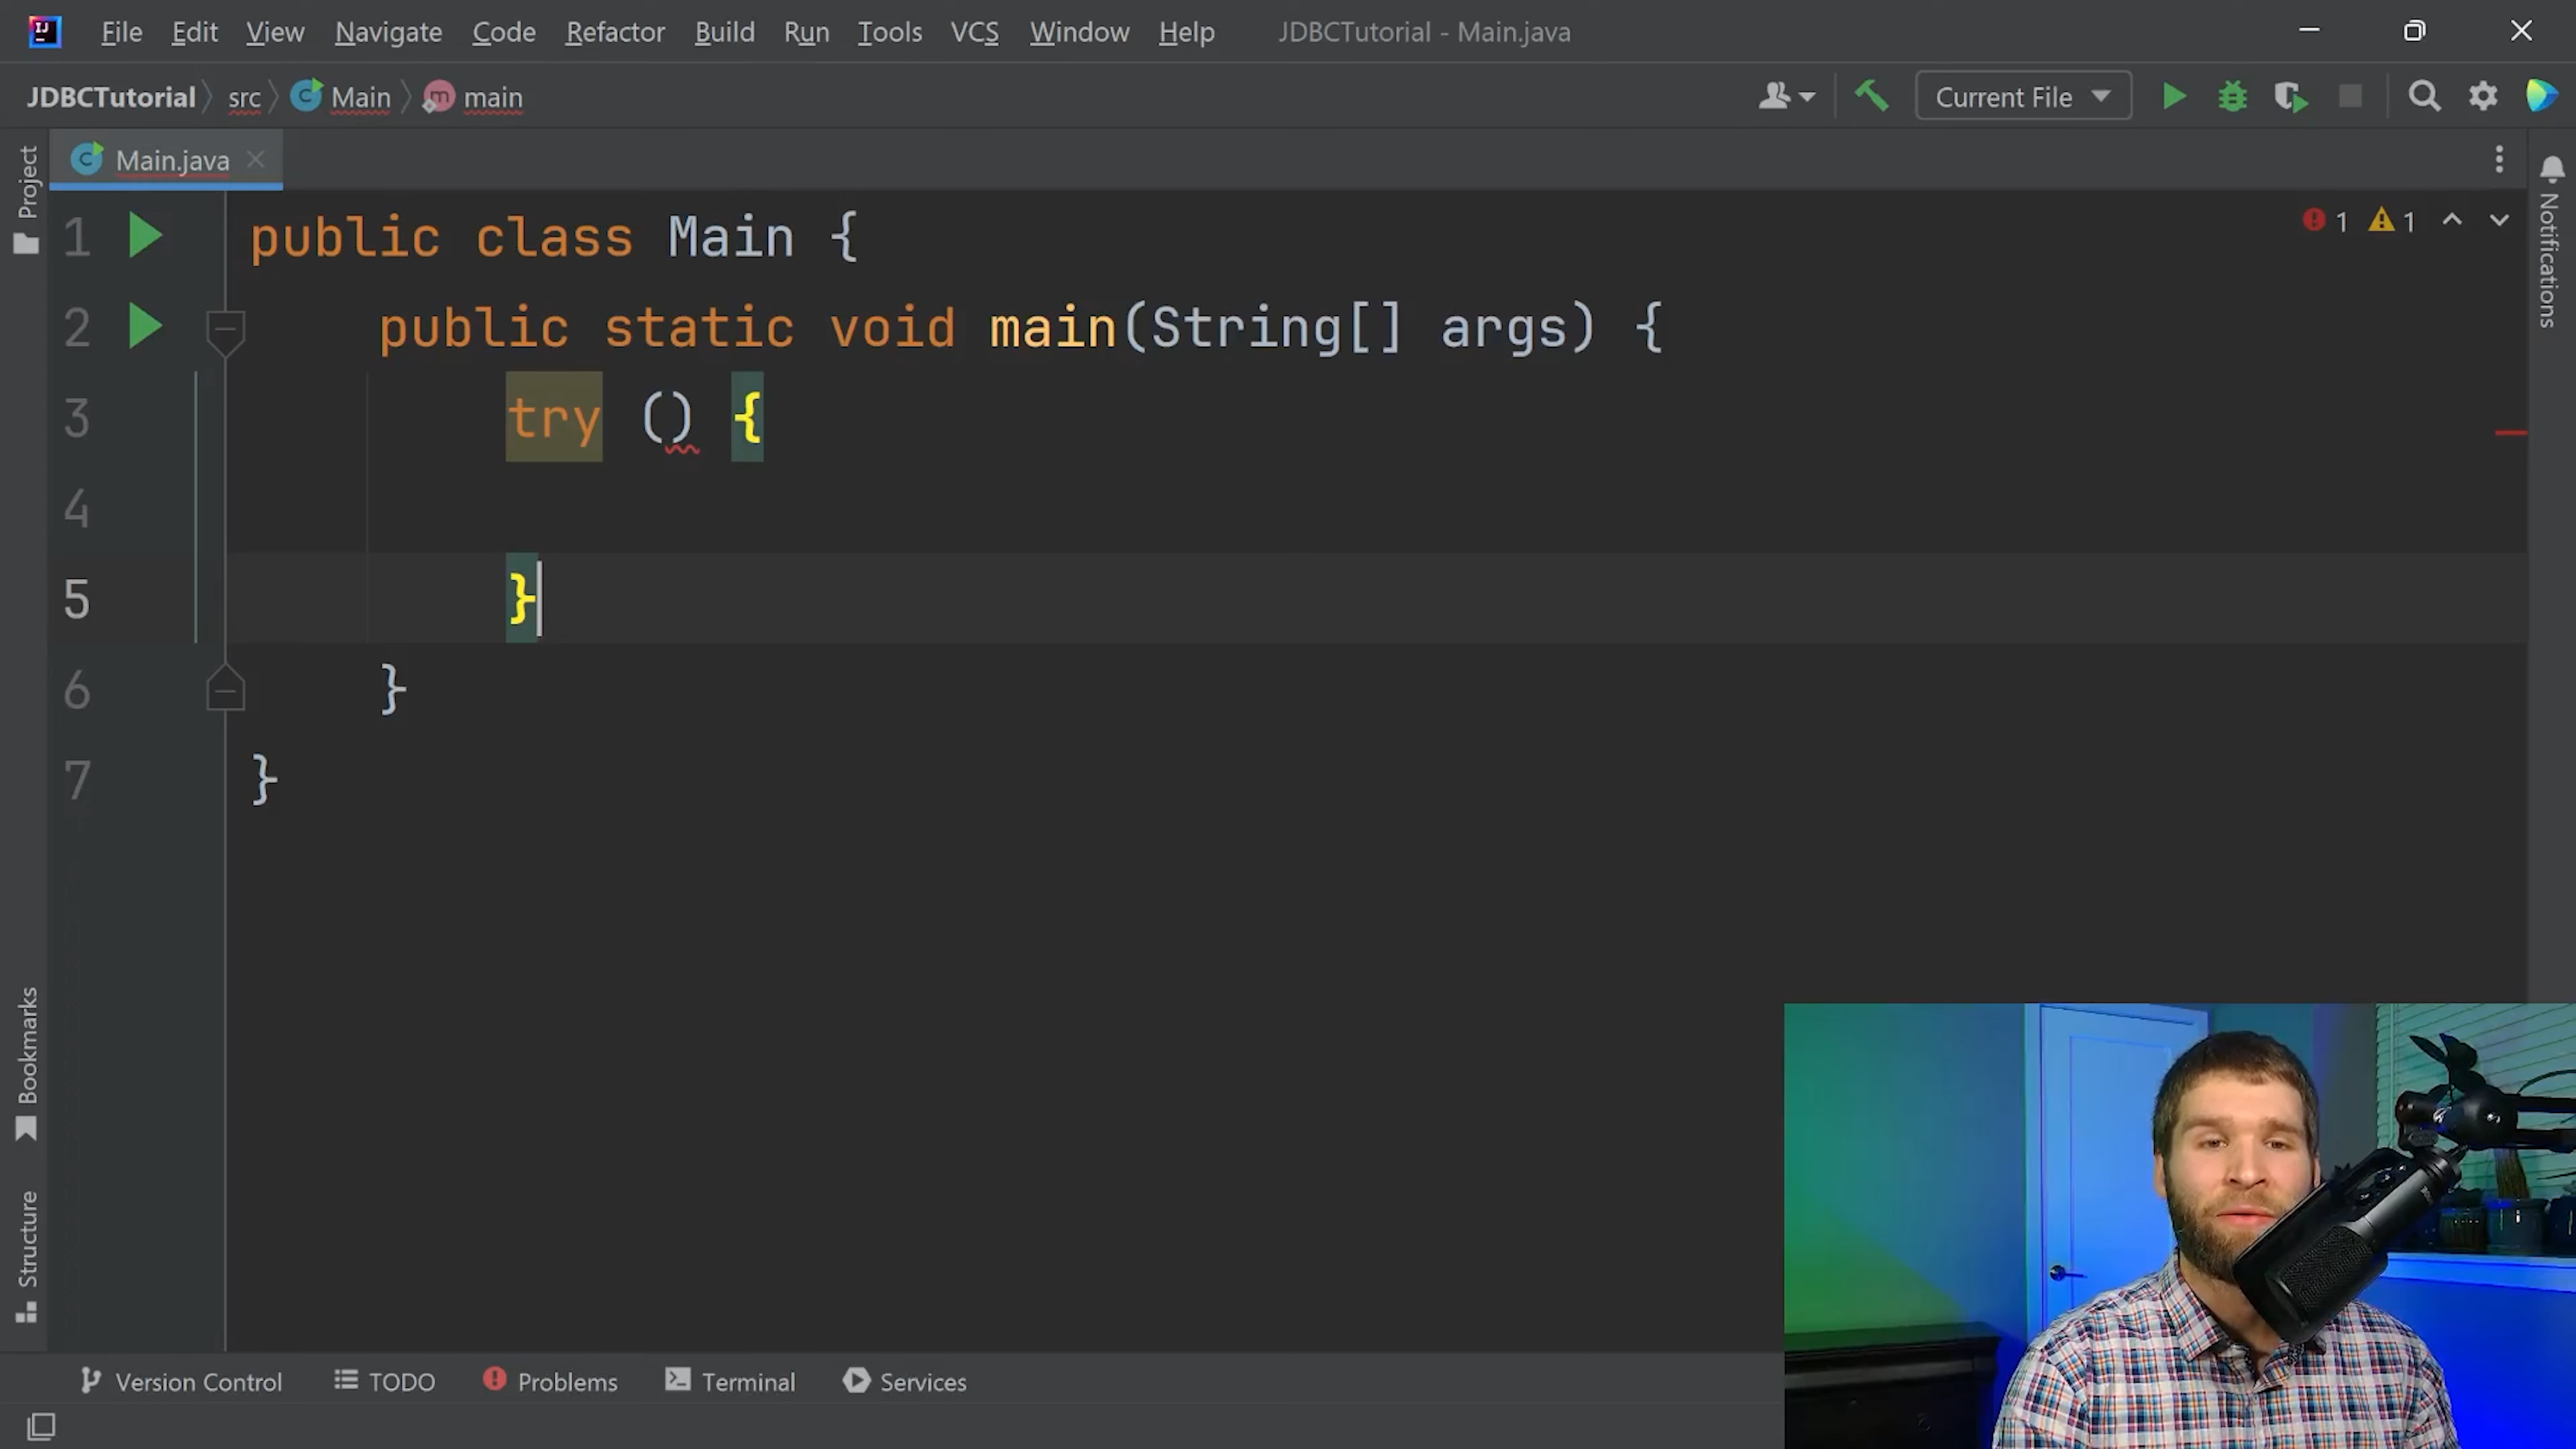 File Edit View Navigate Code Refactor Build Run Tools VCS Window Help JDBCTutorial - Main.java
JDBCTutorial src Main main Current File
Project
Main.java
Notifications
1 public class Main {
1 1
2 public static void main(String[] args) {
3 try () {
4
5 }
6 }
7 }
Bookmarks
Structure
Version Control TODO Problems Terminal Services